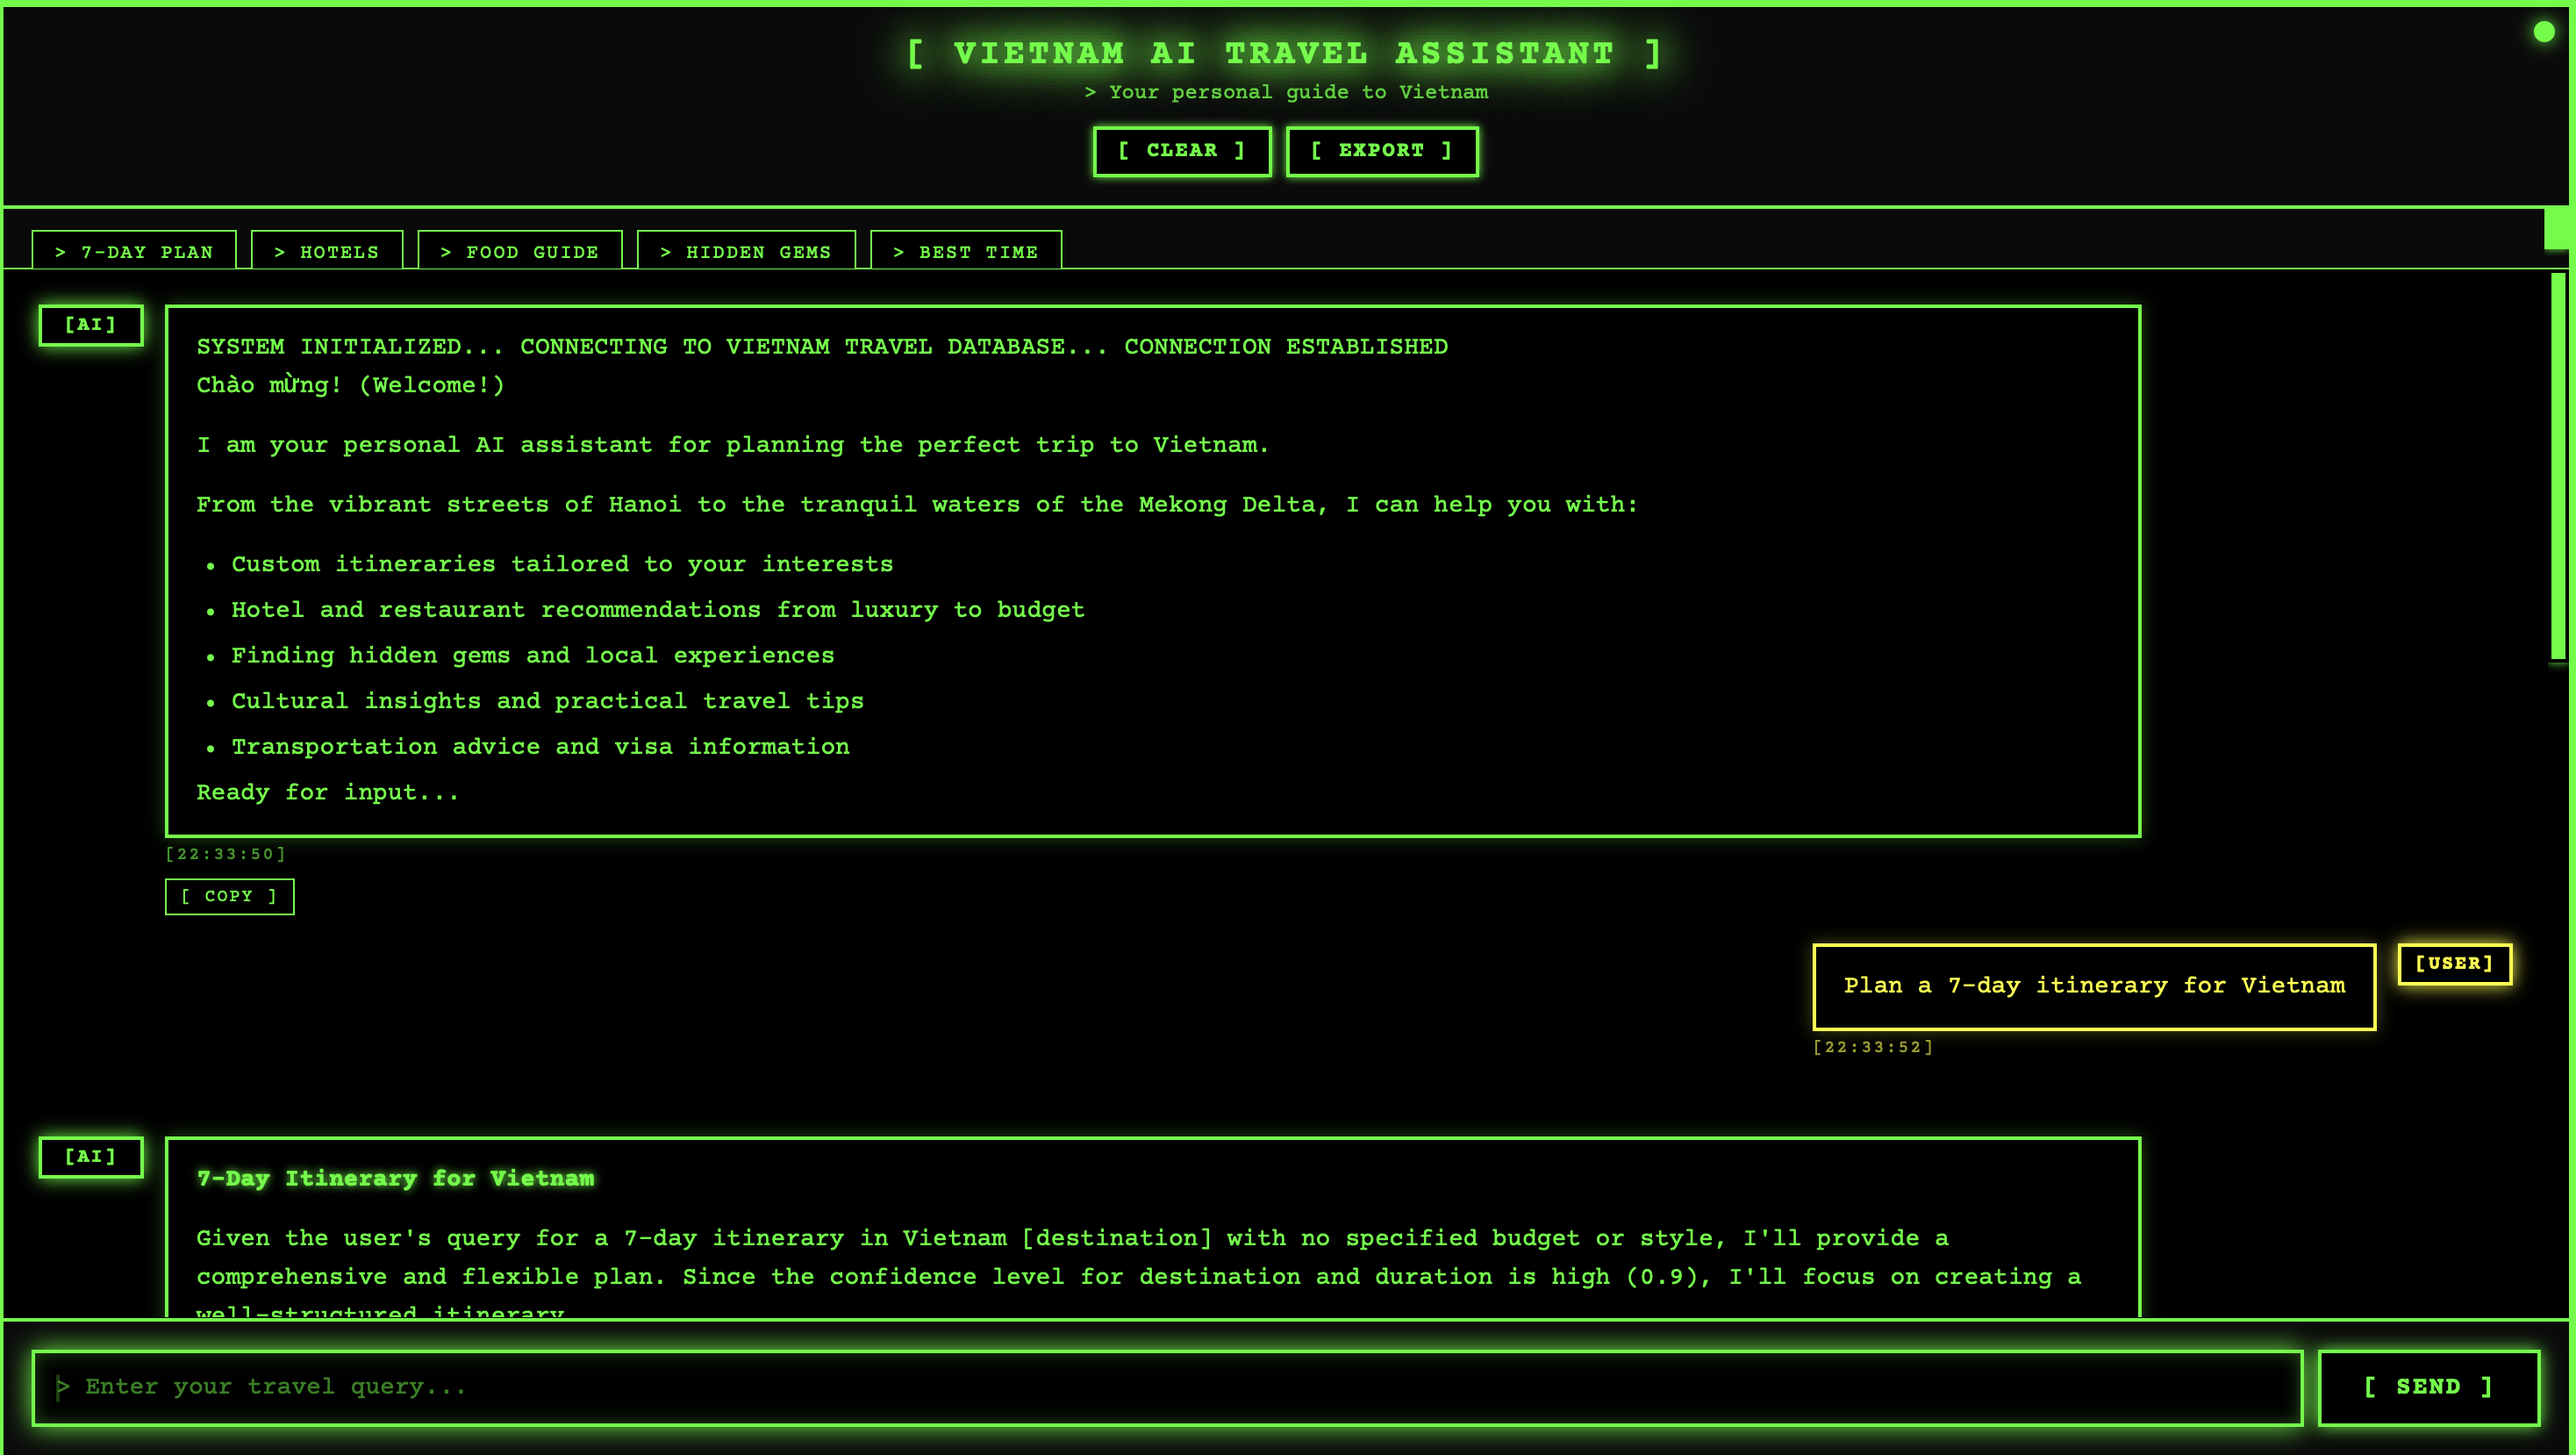 [ VIETNAM AI TRAVEL ASSISTANT ]
> Your personal guide to Vietnam
[ CLEAR ] [ EXPORT ]
> 7-DAY PLAN > HOTELS > FOOD GUIDE > HIDDEN GEMS > BEST TIME
[AI]
SYSTEM INITIALIZED... CONNECTING TO VIETNAM TRAVEL DATABASE... CONNECTION ESTABLISHED
Chào mừng! (Welcome!)
I am your personal AI assistant for planning the perfect trip to Vietnam.
From the vibrant streets of Hanoi to the tranquil waters of the Mekong Delta, I can help you with:
• Custom itineraries tailored to your interests
• Hotel and restaurant recommendations from luxury to budget
• Finding hidden gems and local experiences
• Cultural insights and practical travel tips
• Transportation advice and visa information
Ready for input...
[22:33:50]
[ COPY ]
Plan a 7-day itinerary for Vietnam
[USER]
[22:33:52]
[AI]
7-Day Itinerary for Vietnam
Given the user's query for a 7-day itinerary in Vietnam [destination] with no specified budget or style, I'll provide a
comprehensive and flexible plan. Since the confidence level for destination and duration is high (0.9), I'll focus on creating a
well-structured itinerary
> Enter your travel query...
[ SEND ]